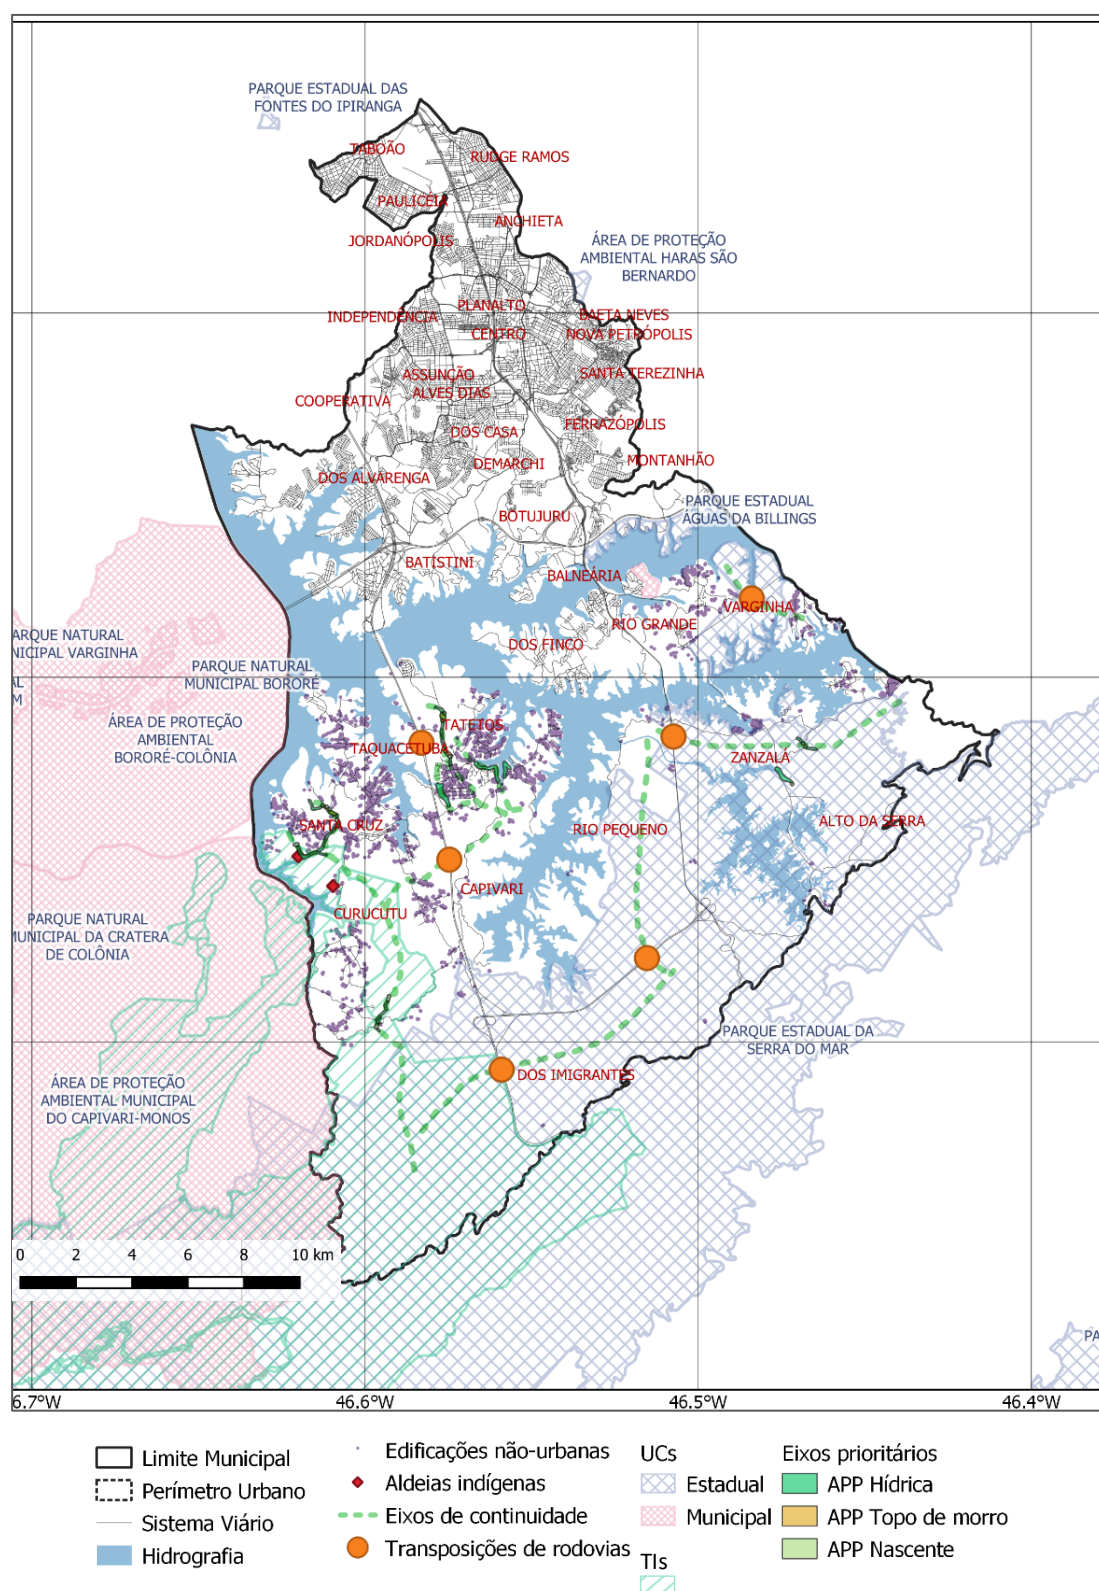 PARQUE ESTADUAL DAS
FONTES DO IPIRANGA
TABOÃO
RUDGE RAMOS
PAULICÉIA
ANCHIETA
JORDANÓPOLIS
ÁREA DE PROTEÇÃO
AMBIENTAL HARAS SÃO
BERNARDO
PLANALTO
INDEPENDÊNCIA
BAETA NEVES
CENTRO
NOVA PETRÓPOLIS
ASSUNÇÃO
SANTA TEREZINHA
ALVES DIAS
COOPERATIVA
FERRAZÓPOLIS
DOS CASA
DEMARCHI
MONTANHÃO
DOS ALVARENGA
PARQUE ESTADUAL
ÁGUAS DA BILLINGS
BOTUJURU
BATISTINI
BALNEÁRIA
VARGINHA
RIO GRANDE
ARQUE NATURAL
NICIPAL VARGINHA
DOS FINCO
PARQUE NATURAL
MUNICIPAL BORORÉ
AL
M
ÁREA DE PROTEÇÃO
AMBIENTAL
BORORÉ-COLÔNIA
TATETOS
TAQUACETUBA
ZANZALÁ
SANTA CRUZ
RIO PEQUENO
ALTO DA SERRA
CAPIVARI
CURUCUTU
PARQUE NATURAL
MUNICIPAL DA CRATERA
DE COLÔNIA
PARQUE ESTADUAL DA
SERRA DO MAR
DOS IMIGRANTES
ÁREA DE PROTEÇÃO
AMBIENTAL MUNICIPAL
DO CAPIVARI-MONOS
0 2 4 6 8 10 km
PA
6.7°W 46.6°W 46.5°W 46.4°W
Limite Municipal
Perímetro Urbano
Sistema Viário
Hidrografia
Edificações não-urbanas
Aldeias indígenas
Eixos de continuidade
Transposições de rodovias
UCs
Estadual
Municipal
TIs
Eixos prioritários
APP Hídrica
APP Topo de morro
APP Nascente